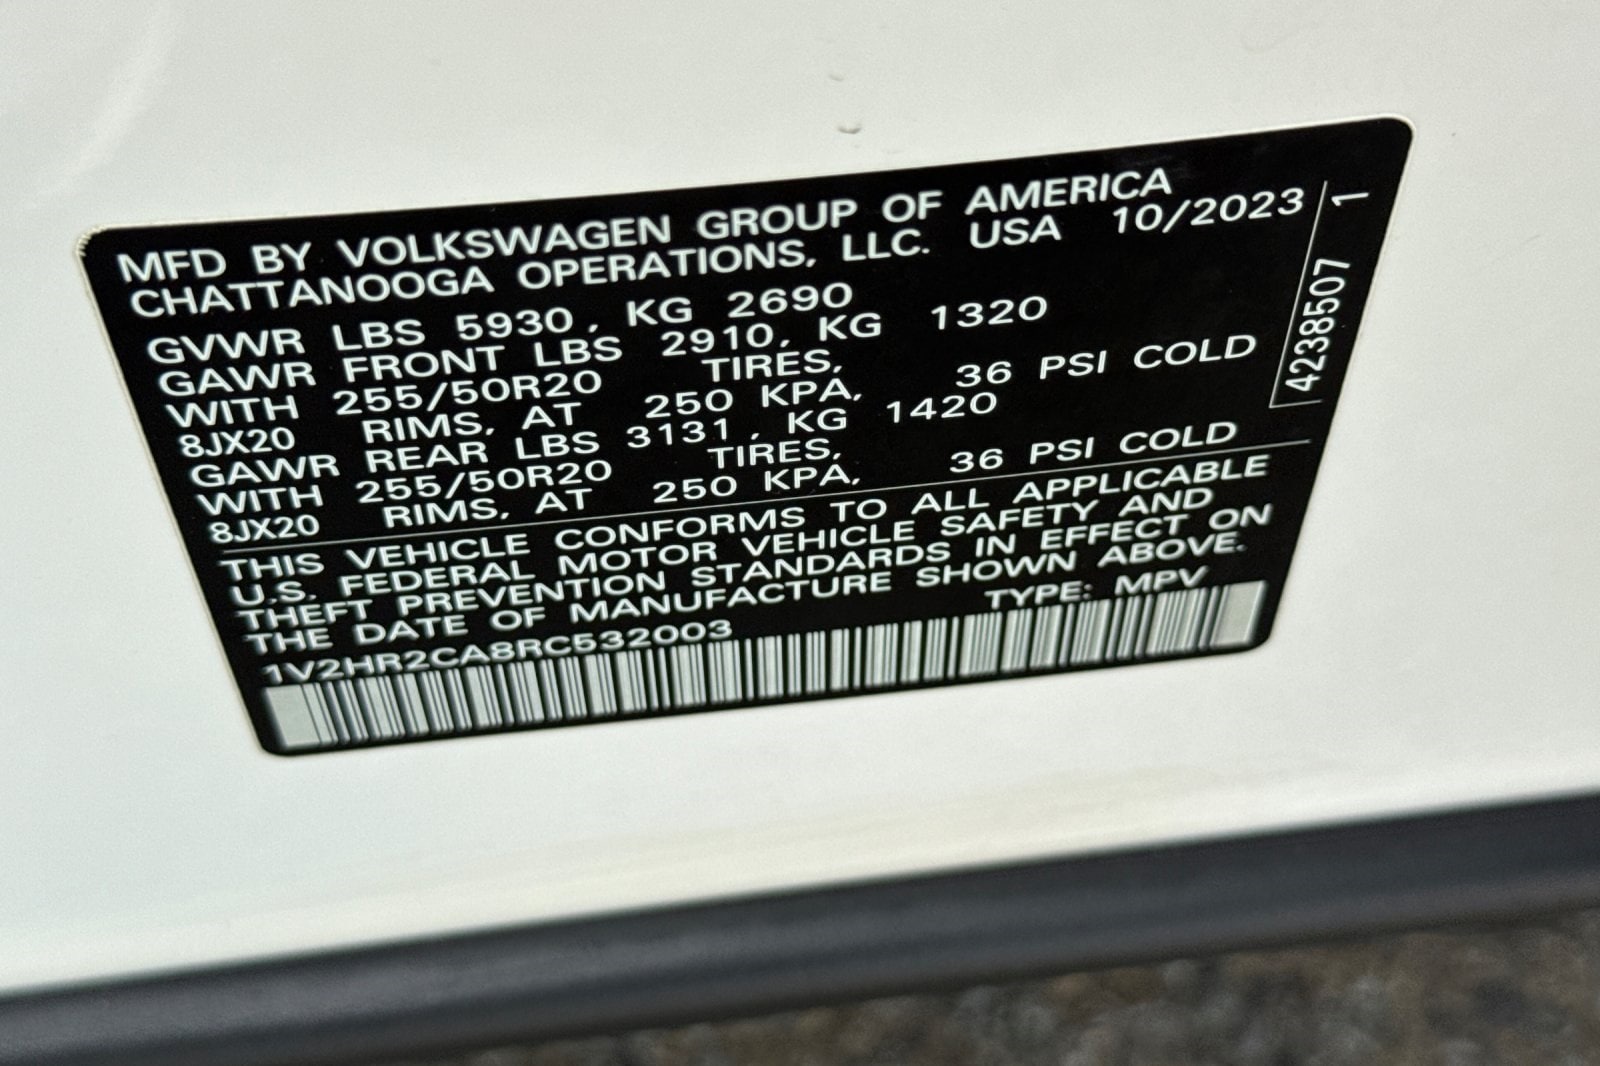 MFD BY VOLKSWAGEN GROUP OF AMERICA
CHATTANOOGA OPERATIONS, LLC. USA 10/2023
GVWR LBS 5930, KG 2690
GAWR FRONT LBS 2910, KG 1320
WITH 255/50R20 TIRES,
8JX20 RIMS, AT 250 KPA, 36 PSI COLD
GAWR REAR LBS 3131, KG 1420
WITH 255/50R20 TIRES,
8JX20 RIMS, AT 250 KPA, 36 PSI COLD
THIS VEHICLE CONFORMS TO ALL APPLICABLE
U.S. FEDERAL MOTOR VEHICLE SAFETY AND
THEFT PREVENTION STANDARDS IN EFFECT ON
THE DATE OF MANUFACTURE SHOWN ABOVE.
1V2HR2CA8RC532003 TYPE: MPV
4238507 1